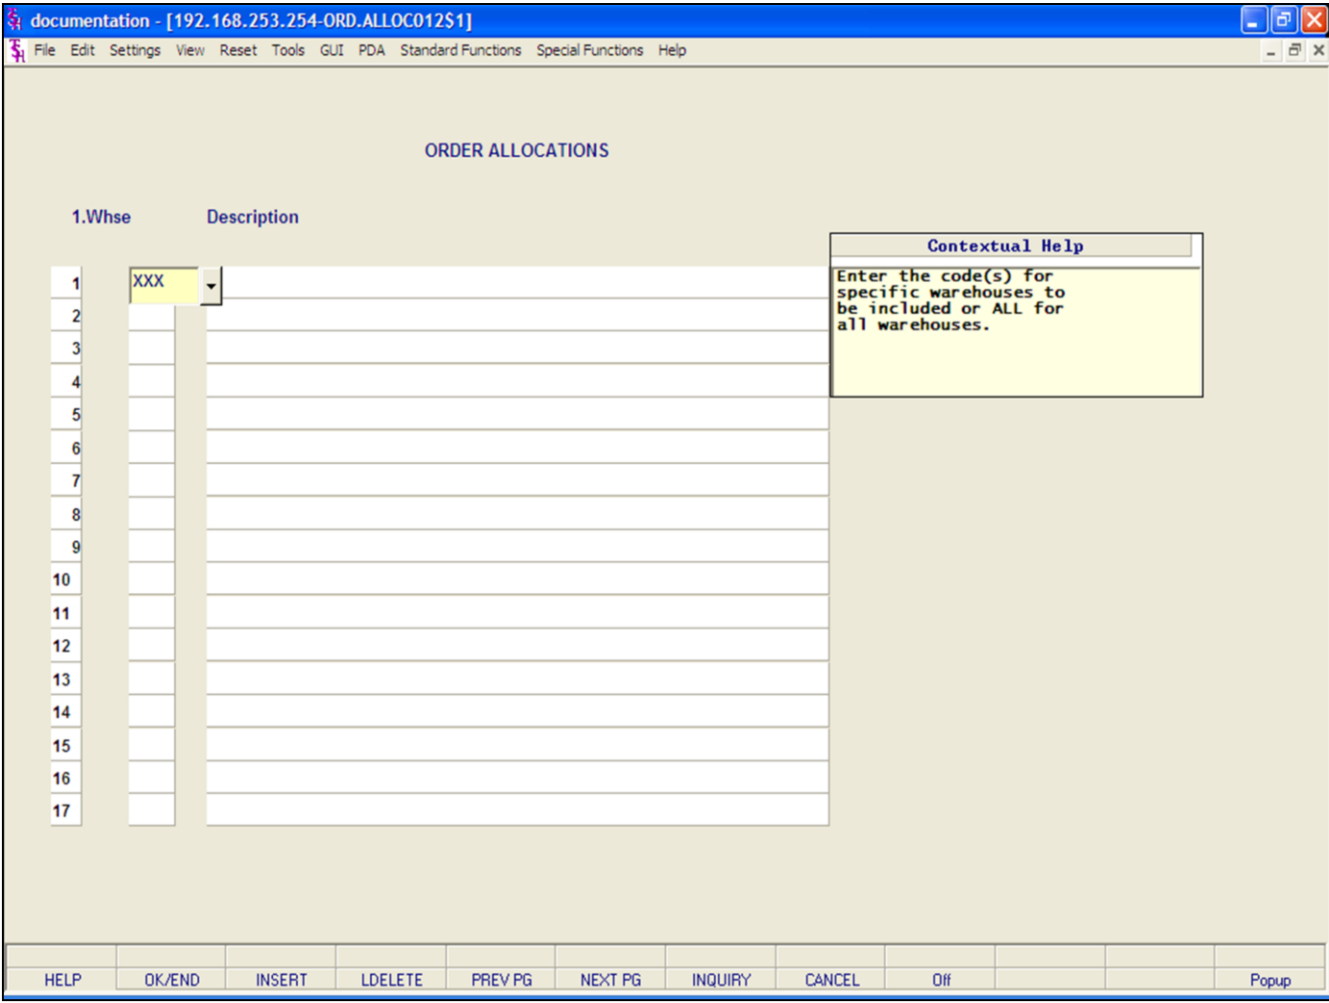 documentation - [192.168.253.254-ORD.ALLOC012$1]
File Edit Settings View Reset Tools GUI PDA Standard Functions Special Functions Help
ORDER ALLOCATIONS
1.Whse Description
Contextual Help
Enter the code(s) for
specific warehouses to
be included or ALL for
all warehouses.
1 XXX
2
3
4
5
6
7
8
9
10
11
12
13
14
15
16
17
HELP OK/END INSERT LDELETE PREV PG NEXT PG INQUIRY CANCEL Off Popup